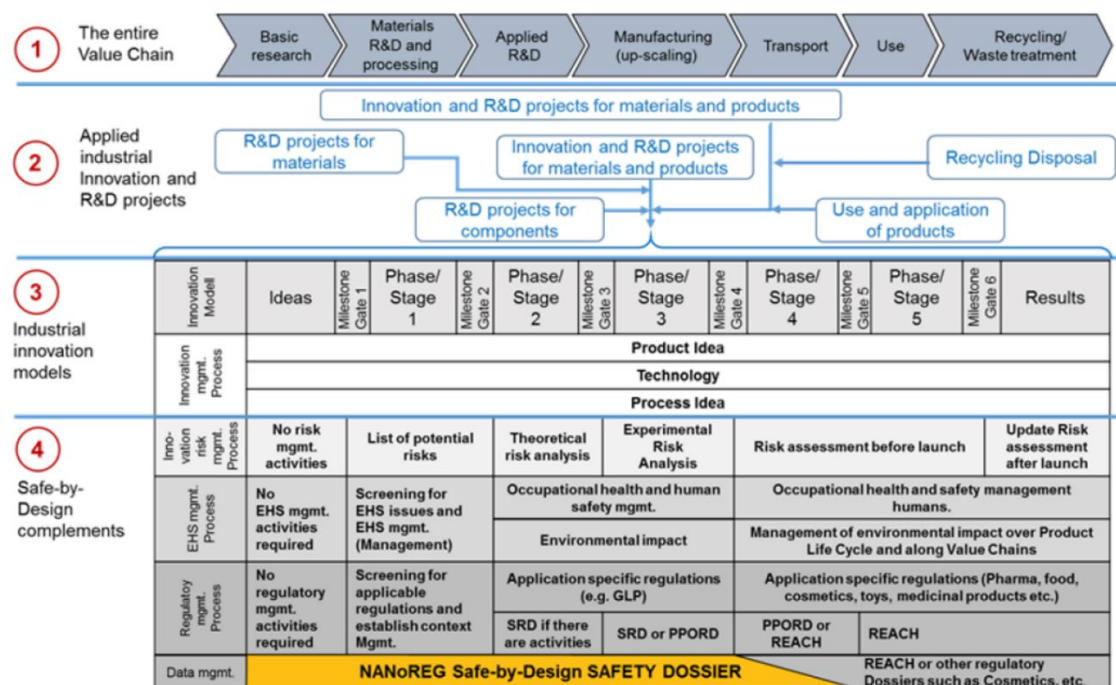 1
The entire
Value Chain
Basic
research
Materials
R&D and
processing
Applied
R&D
Manufacturing
(up-scaling)
Transport
Use
Recycling/
Waste treatment
2
Applied
industrial
Innovation and
R&D projects
Innovation and R&D projects for materials and products
R&D projects for
materials
Innovation and R&D projects
for materials and products
Recycling Disposal
R&D projects for
components
Use and application
of products
3
Industrial
innovation
models
Innovation
Modell
Ideas
Milestone
Gate 1
Phase/
Stage
1
Milestone
Gate 2
Phase/
Stage
2
Milestone
Gate 3
Phase/
Stage
3
Milestone
Gate 4
Phase/
Stage
4
Milestone
Gate 5
Phase/
Stage
5
Milestone
Gate 6
Results
Innovation
mgmt.
Process
Product Idea
Technology
Process Idea
4
Safe-by-
Design
complements
Inno-
vation
risk
mgmt.
Process
No risk
mgmt.
activities
List of potential
risks
Theoretical
risk analysis
Experimental
Risk
Analysis
Risk assessment before launch
Update Risk
assessment
after launch
EHS mgmt.
Process
No
EHS mgmt.
activities
required
Screening for
EHS issues and
EHS mgmt.
(Management)
Occupational health and human
safety mgmt.
Occupational health and safety management
humans.
Environmental impact
Management of environmental impact over Product
Life Cycle and along Value Chains
Regulatoy
mgmt.
Process
No
regulatory
mgmt.
activities
required
Screening for
applicable
regulations and
establish context
Mgmt.
Application specific regulations
(e.g. GLP)
Application specific regulations (Pharma, food,
cosmetics, toys, medicinal products etc.)
SRD if there
are activities
SRD or PPORD
PPORD or
REACH
REACH
Data mgmt.
NANoREG Safe-by-Design SAFETY DOSSIER
REACH or other regulatory
Dossiers such as Cosmetics, etc.